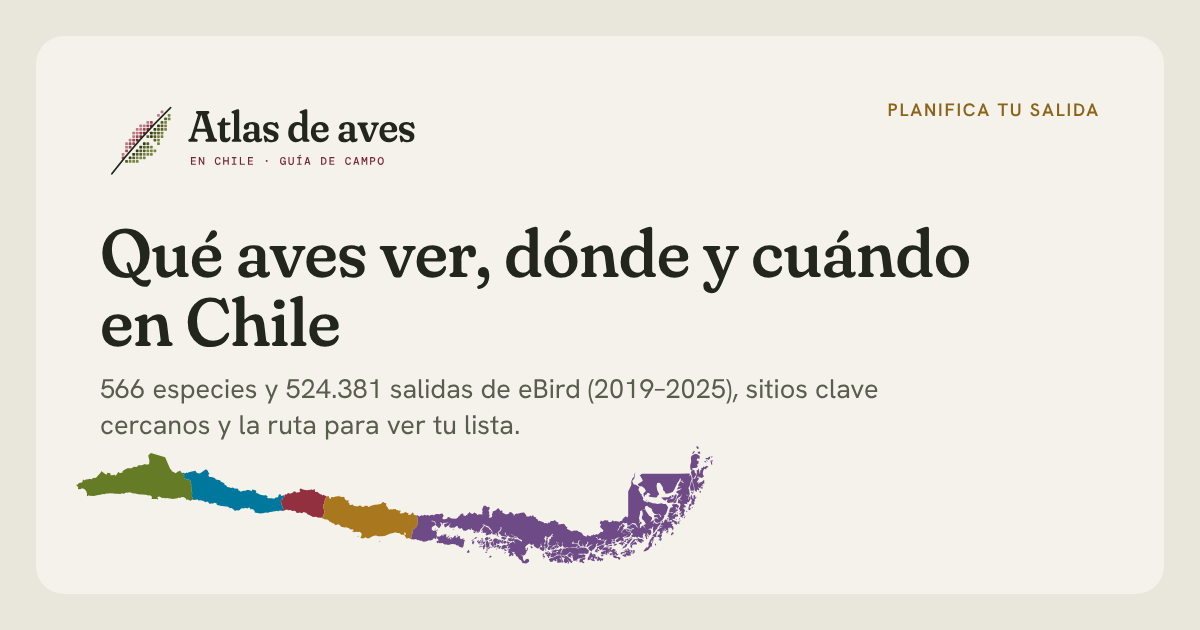 Atlas de aves
EN CHILE · GUÍA DE CAMPO
PLANIFICA TU SALIDA
Qué aves ver, dónde y cuándo
en Chile
566 especies y 524.381 salidas de eBird (2019–2025), sitios clave
cercanos y la ruta para ver tu lista.